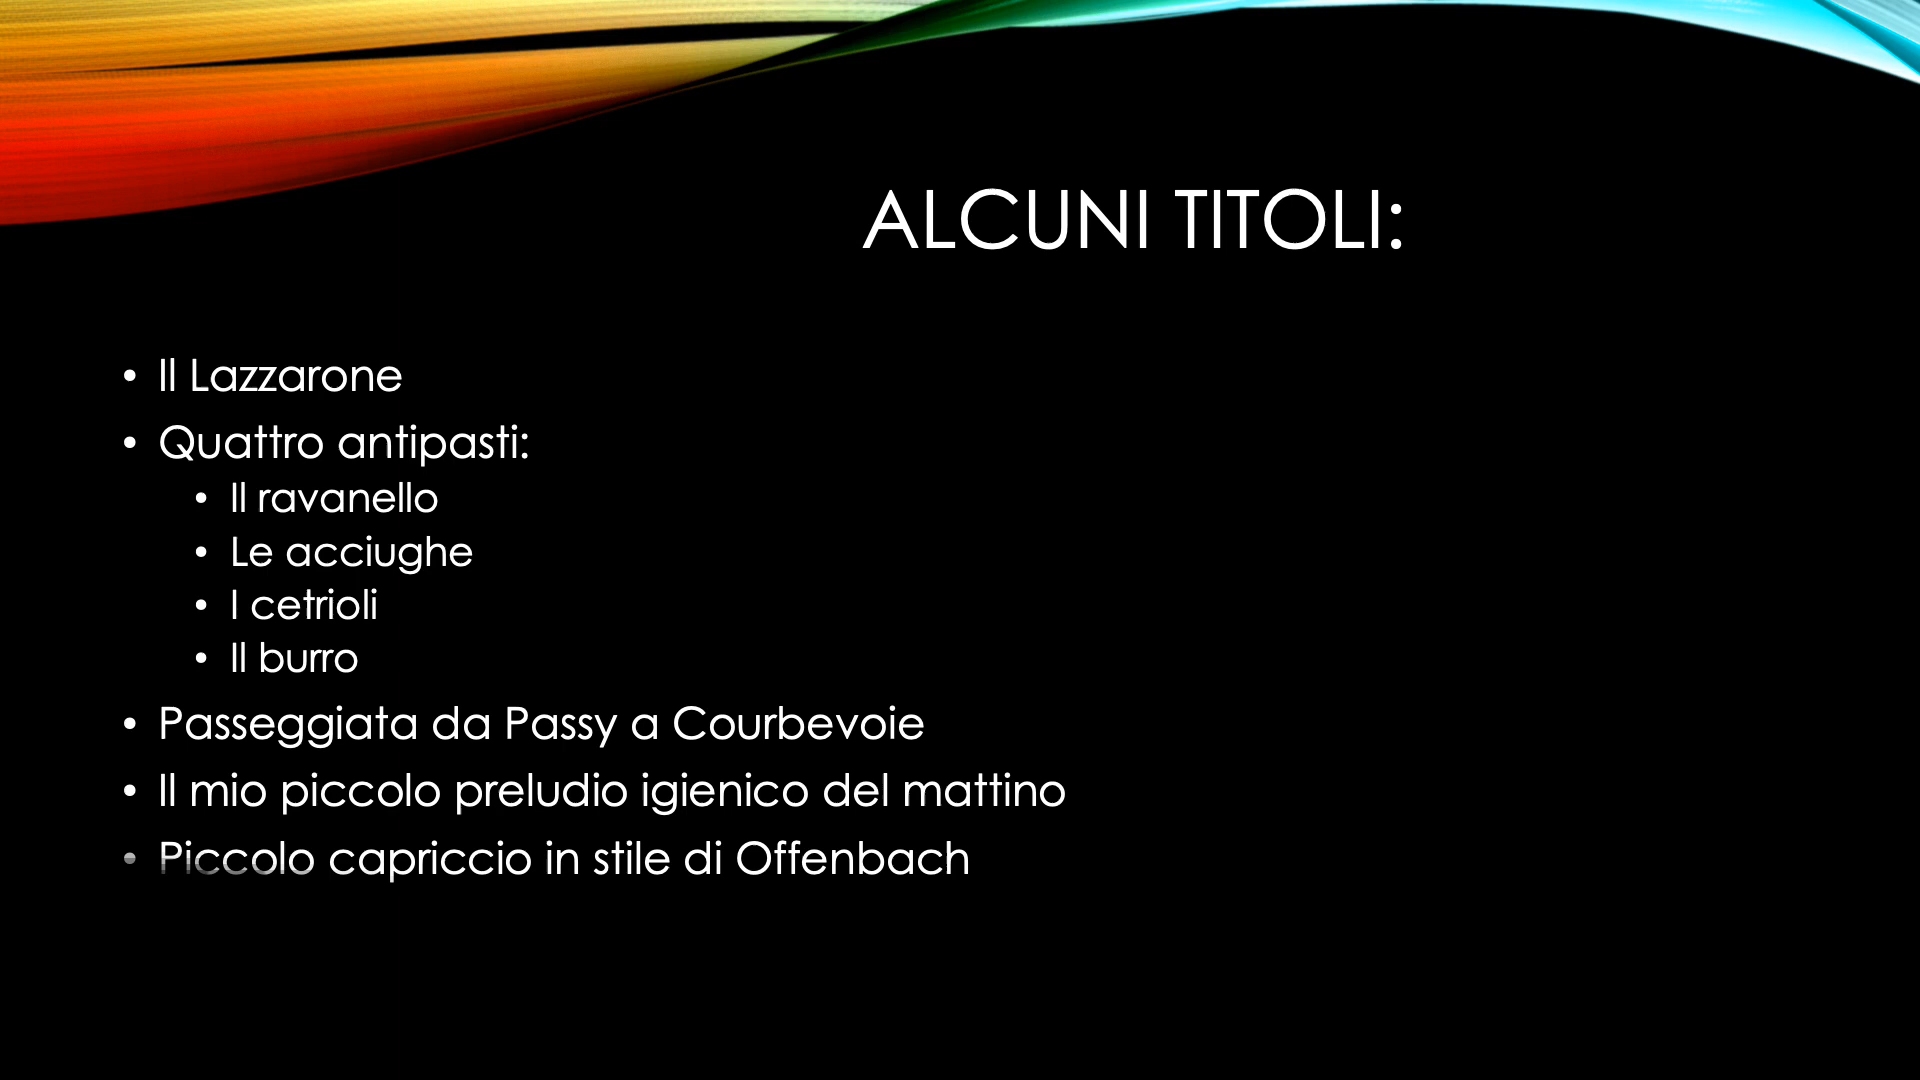 ALCUNI TITOLI:
• Il Lazzarone
• Quattro antipasti:
• Il ravanello
• Le acciughe
• I cetrioli
• Il burro
• Passeggiata da Passy a Courbevoie
• Il mio piccolo preludio igienico del mattino
• Piccolo capriccio in stile di Offenbach